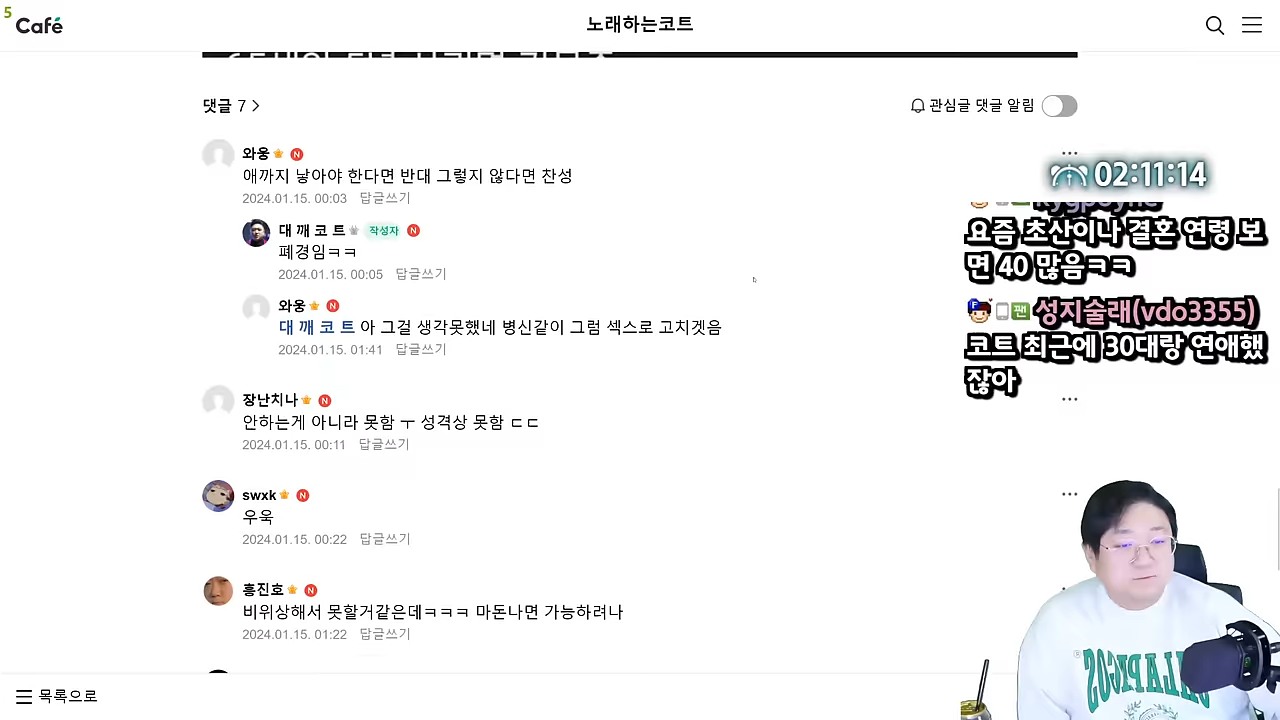 5
Café
노래하는코트
댓글 7
관심글 댓글 알림
와웅 N
애까지 낳아야 한다면 반대 그렇지 않다면 찬성
2024.01.15. 00:03 답글쓰기
02:11:14
대 깨 코 트 작성자 N
폐경임ㅋㅋ
2024.01.15. 00:05 답글쓰기
요즘 초산이나 결혼 연령 보
면 40 많음ㅋㅋ
와웅 N
대 깨 코 트 아 그걸 생각못했네 병신같이 그럼 섹스로 고치겟음
2024.01.15. 01:41 답글쓰기
팬 성지술래(vdo3355)
코트 최근에 30대랑 연애했
잖아
장난치나 N
안하는게 아니라 못함 ㅜ 성격상 못함 ㄷㄷ
2024.01.15. 00:11 답글쓰기
swxk N
우욱
2024.01.15. 00:22 답글쓰기
흥진호 N
비위상해서 못할거같은데ㅋㅋㅋ 마돈나면 가능하려나
2024.01.15. 01:22 답글쓰기
목록으로